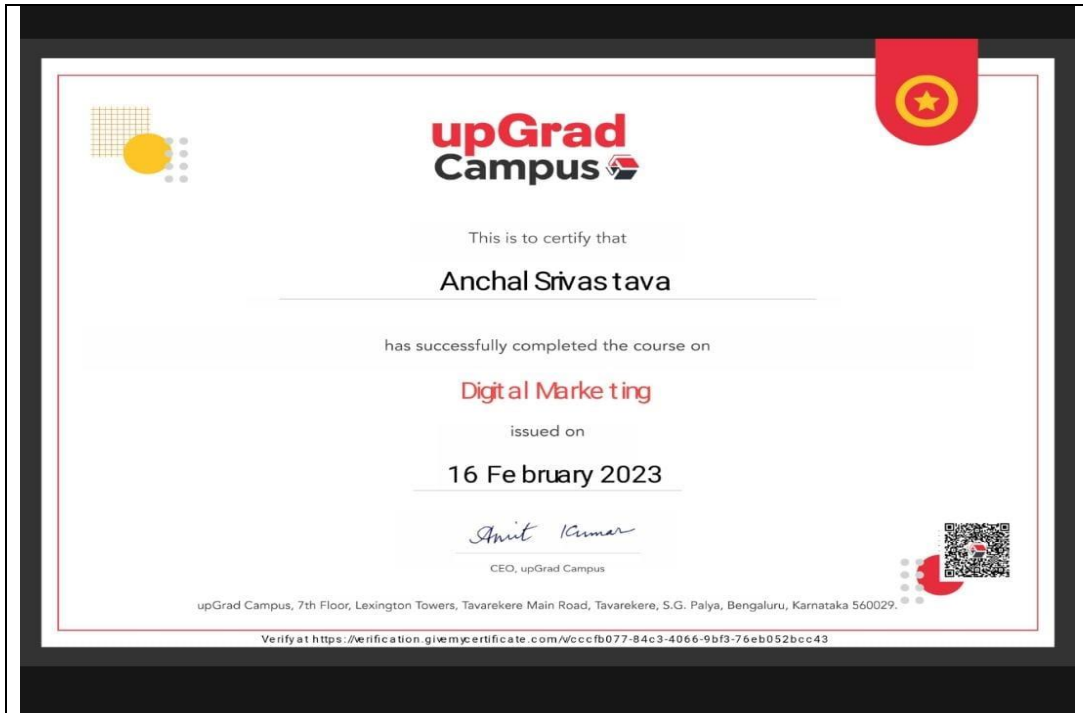 upGrad
Campus
This is to certify that
Anchal Srivastava
has successfully completed the course on
Digital Marketing
issued on
16 February 2023
Amit Kumar
CEO, upGrad Campus
upGrad Campus, 7th Floor, Lexington Towers, Tavarekere Main Road, Tavarekere, S.G. Palya, Bengaluru, Karnataka 560029.
Verify at https://verification.givemycertificate.com/v/cccfb077-84c3-4066-9bf3-76eb052bcc43